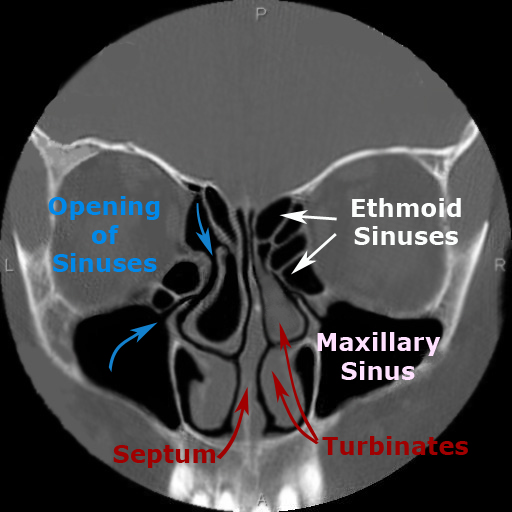 P
Opening
of
Sinuses
Ethmoid
Sinuses
L
R
Maxillary
Sinus
Septum
Turbinates
A